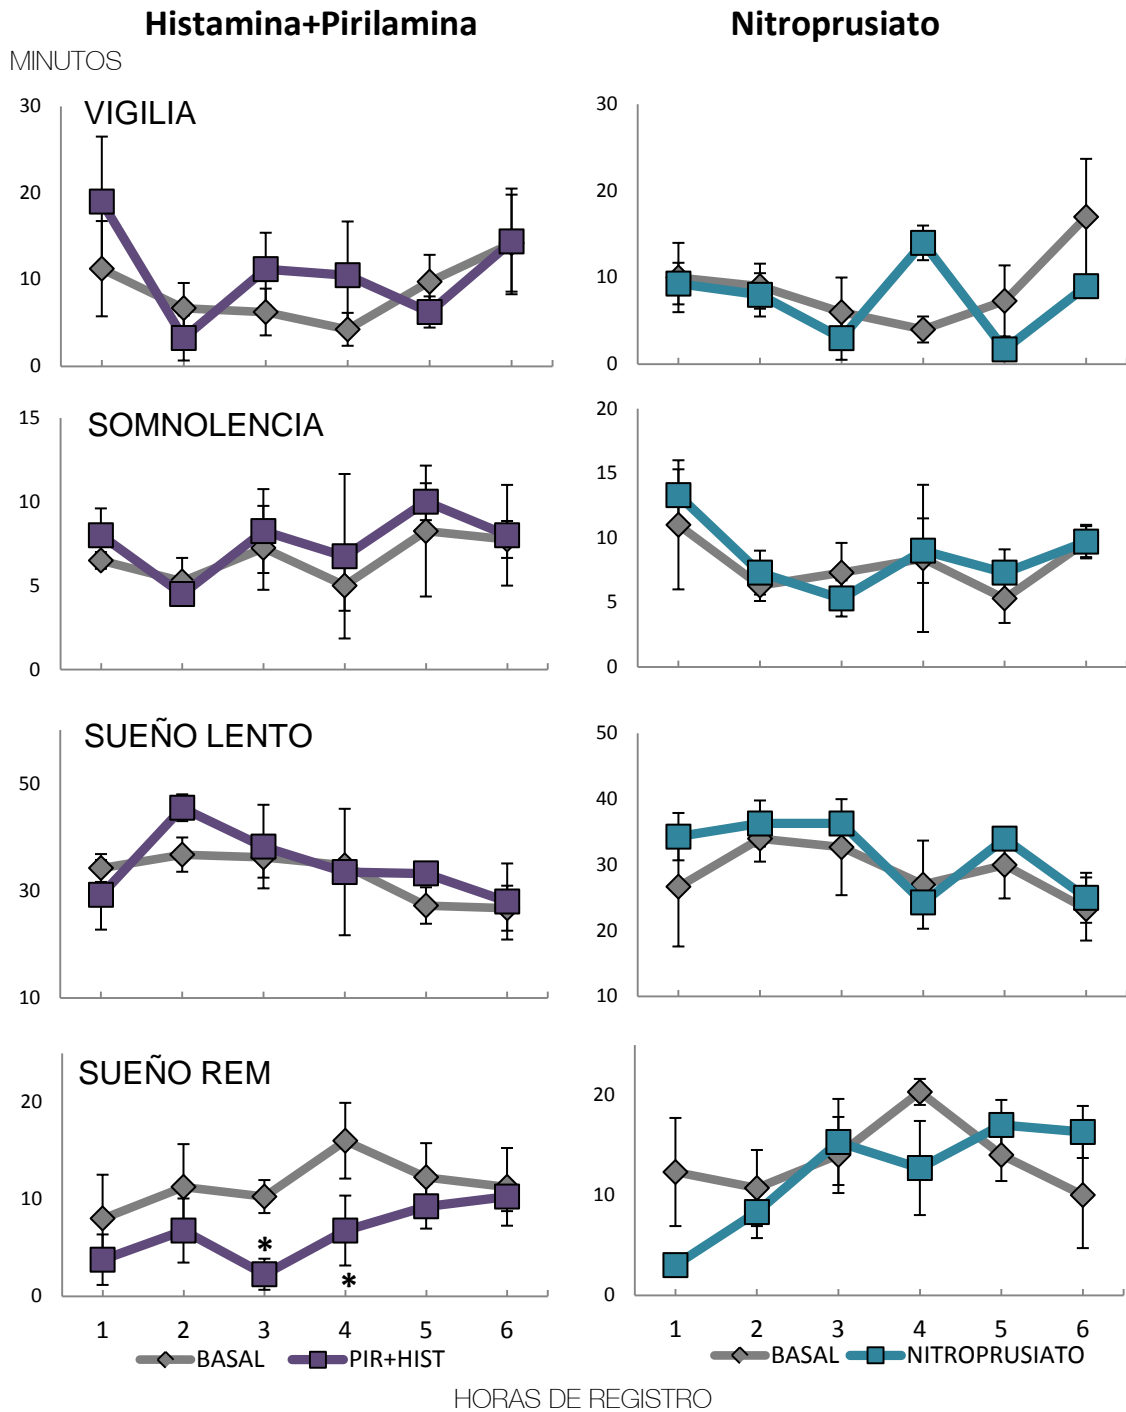 Histamina+Pirilamina
Nitroprusiato
MINUTOS
VIGILIA
30
20
10
0
30
20
10
0
SOMNOLENCIA
15
10
5
0
20
15
10
5
0
SUEÑO LENTO
50
30
10
50
40
30
20
10
SUEÑO REM
20
10
0
* *
20
10
0
1 2 3 4 5 6
1 2 3 4 5 6
BASAL PIR+HIST
BASAL NITROPRUSIATO
HORAS DE REGISTRO